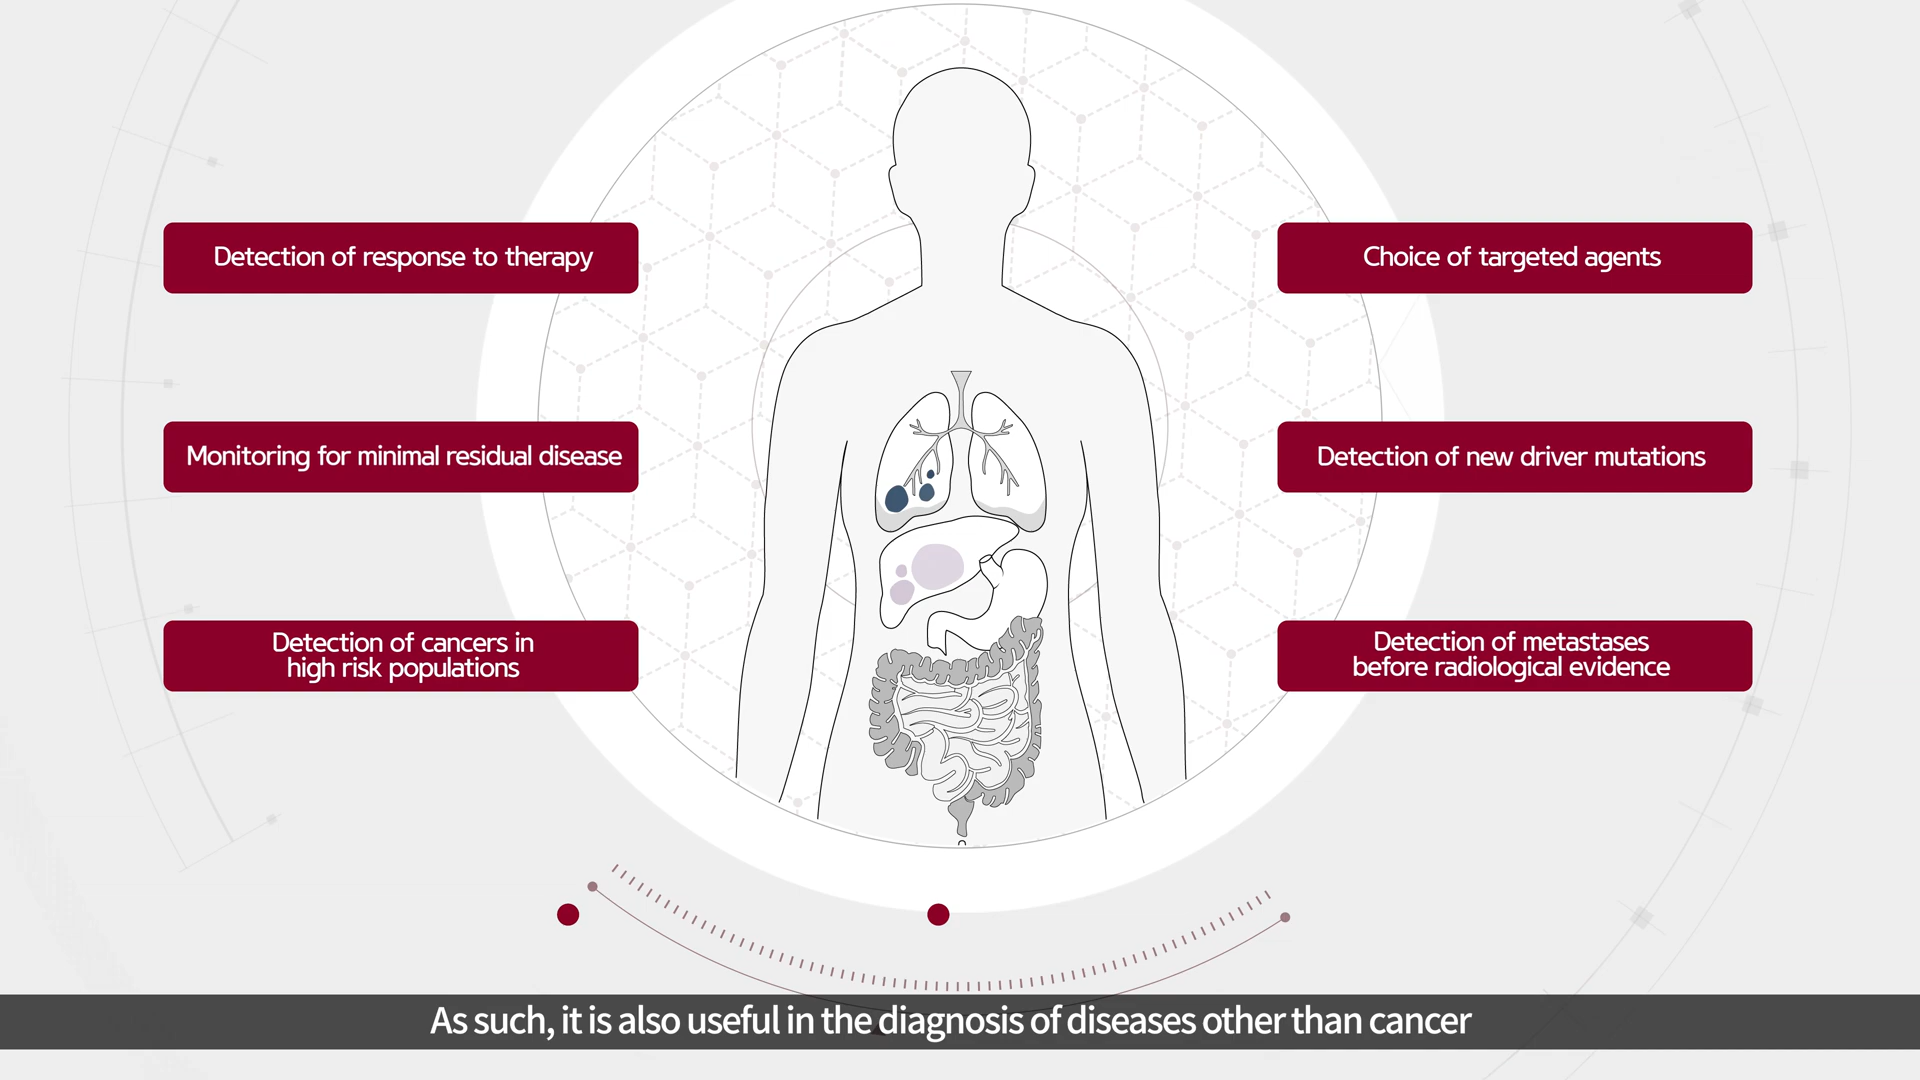 Detection of response to therapy
Choice of targeted agents
Monitoring for minimal residual disease
Detection of new driver mutations
Detection of cancers in
high risk populations
Detection of metastases
before radiological evidence
As such, it is also useful in the diagnosis of diseases other than cancer